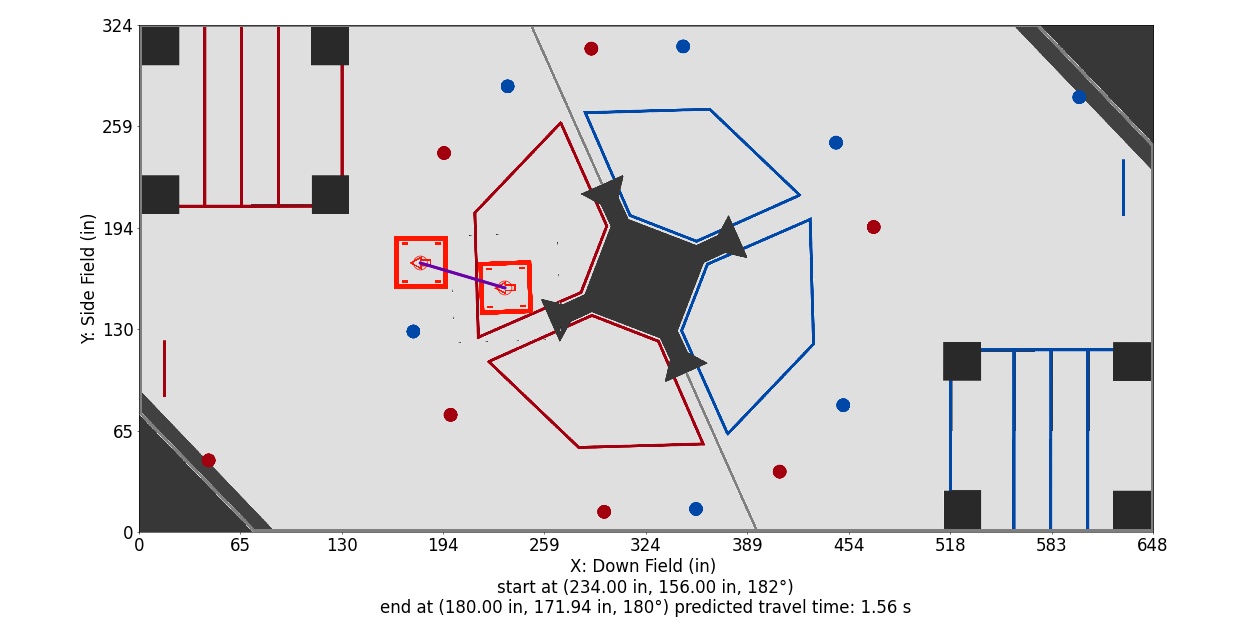 324
259
194
130
65
0
Y: Side Field (in)
0 65 130 194 259 324 389 454 518 583 648
X: Down Field (in)
start at (234.00 in, 156.00 in, 182°)
end at (180.00 in, 171.94 in, 180°) predicted travel time: 1.56 s